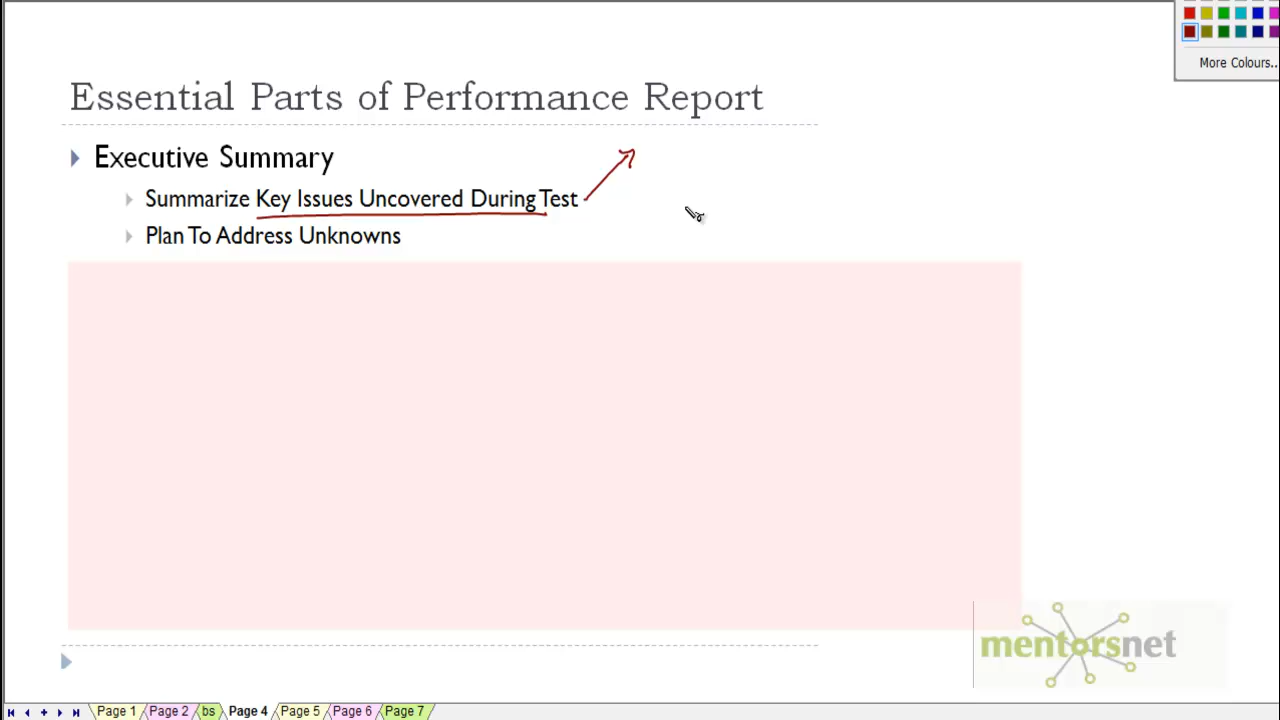 More Colours..
Essential Parts of Performance Report
Executive Summary
Summarize Key Issues Uncovered During Test
Plan To Address Unknowns
mentorsnet
Page 1 Page 2 bs Page 4 Page 5 Page 6 Page 7